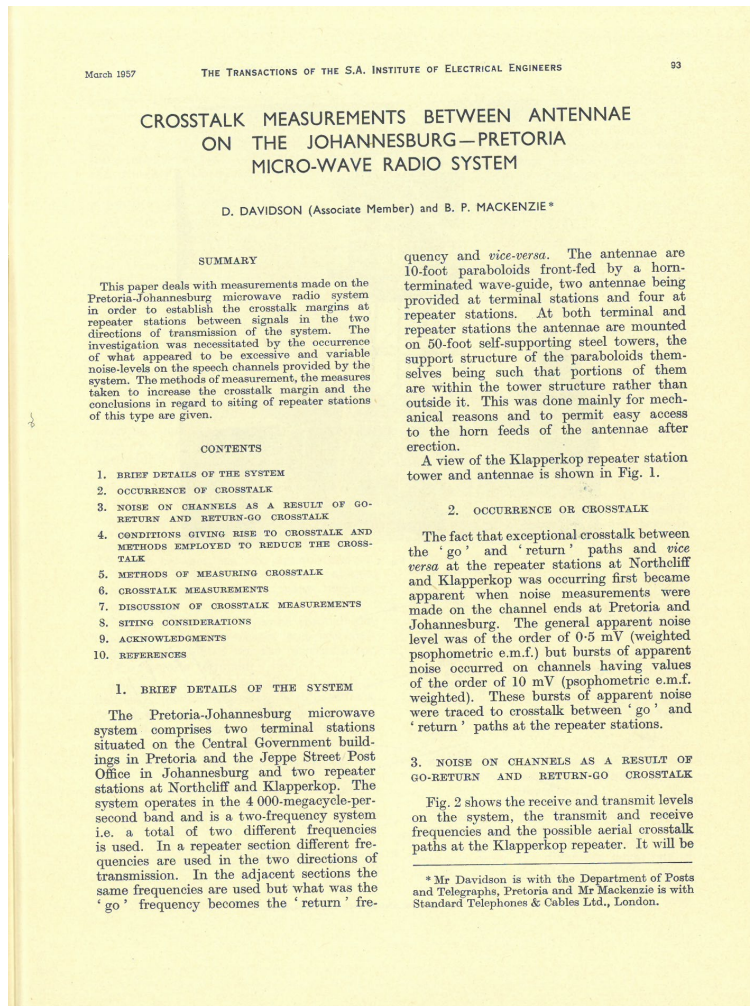 March 1957
THE TRANSACTIONS OF THE S.A. INSTITUTE OF ELECTRICAL ENGINEERS
93
CROSSTALK MEASUREMENTS BETWEEN ANTENNAE
ON THE JOHANNESBURG—PRETORIA
MICRO-WAVE RADIO SYSTEM
D. DAVIDSON (Associate Member) and B. P. MACKENZIE*
SUMMARY
This paper deals with measurements made on the
Pretoria-Johannesburg microwave radio system
in order to establish the crosstalk margins at
repeater stations between signals in the two
directions of transmission of the system. The
investigation was necessitated by the occurrence
of what appeared to be excessive and variable
noise-levels on the speech channels provided by the
system. The methods of measurement, the measures
taken to increase the crosstalk margin and the
conclusions in regard to siting of repeater stations
of this type are given.
CONTENTS
1. BRIEF DETAILS OF THE SYSTEM
2. OCCURRENCE OF CROSSTALK
3. NOISE ON CHANNELS AS A RESULT OF GO-
RETURN AND RETURN-GO CROSSTALK
4. CONDITIONS GIVING RISE TO CROSSTALK AND
METHODS EMPLOYED TO REDUCE THE CROSS-
TALK
5. METHODS OF MEASURING CROSSTALK
6. CROSSTALK MEASUREMENTS
7. DISCUSSION OF CROSSTALK MEASUREMENTS
8. SITING CONSIDERATIONS
9. ACKNOWLEDGMENTS
10. REFERENCES
1. BRIEF DETAILS OF THE SYSTEM
The Pretoria-Johannesburg microwave
system comprises two terminal stations
situated on the Central Government build-
ings in Pretoria and the Jeppe Street Post
Office in Johannesburg and two repeater
stations at Northcliff and Klapperkop. The
system operates in the 4 000-megacycle-per-
second band and is a two-frequency system
i.e. a total of two different frequencies
is used. In a repeater section different fre-
quencies are used in the two directions of
transmission. In the adjacent sections the
same frequencies are used but what was the
‘ go ’ frequency becomes the ‘ return ’ fre-
quency and vice-versa. The antennae are
10-foot paraboloids front-fed by a horn-
terminated wave-guide, two antennae being
provided at terminal stations and four at
repeater stations. At both terminal and
repeater stations the antennae are mounted
on 50-foot self-supporting steel towers, the
support structure of the paraboloids them-
selves being such that portions of them
are within the tower structure rather than
outside it. This was done mainly for mech-
anical reasons and to permit easy access
to the horn feeds of the antennae after
erection.
A view of the Klapperkop repeater station
tower and antennae is shown in Fig. 1.
2. OCCURRENCE OR CROSSTALK
The fact that exceptional crosstalk between
the ‘ go ’ and ‘ return ’ paths and vice
versa at the repeater stations at Northcliff
and Klapperkop was occurring first became
apparent when noise measurements were
made on the channel ends at Pretoria and
Johannesburg. The general apparent noise
level was of the order of 0·5 mV (weighted
psophometric e.m.f.) but bursts of apparent
noise occurred on channels having values
of the order of 10 mV (psophometric e.m.f.
weighted). These bursts of apparent noise
were traced to crosstalk between ‘ go ’ and
‘ return ’ paths at the repeater stations.
3. NOISE ON CHANNELS AS A RESULT OF
GO-RETURN AND RETURN-GO CROSSTALK
Fig. 2 shows the receive and transmit levels
on the system, the transmit and receive
frequencies and the possible aerial crosstalk
paths at the Klapperkop repeater. It will be
* Mr Davidson is with the Department of Posts
and Telegraphs, Pretoria and Mr Mackenzie is with
Standard Telephones & Cables Ltd., London.